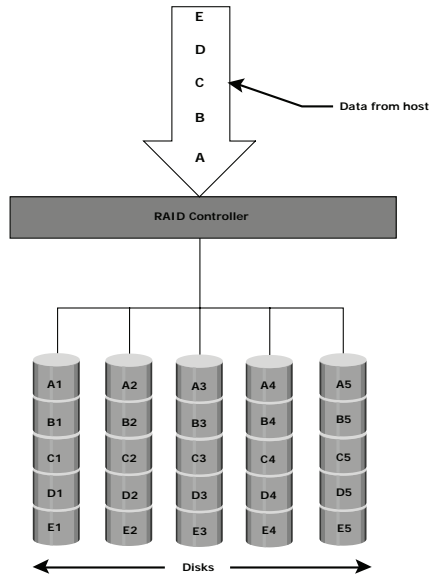 E
D
C
B
A
Data from host
RAID Controller
A1 A2 A3 A4 A5
B1 B2 B3 B4 B5
C1 C2 C3 C4 C5
D1 D2 D3 D4 D5
E1 E2 E3 E4 E5
Disks